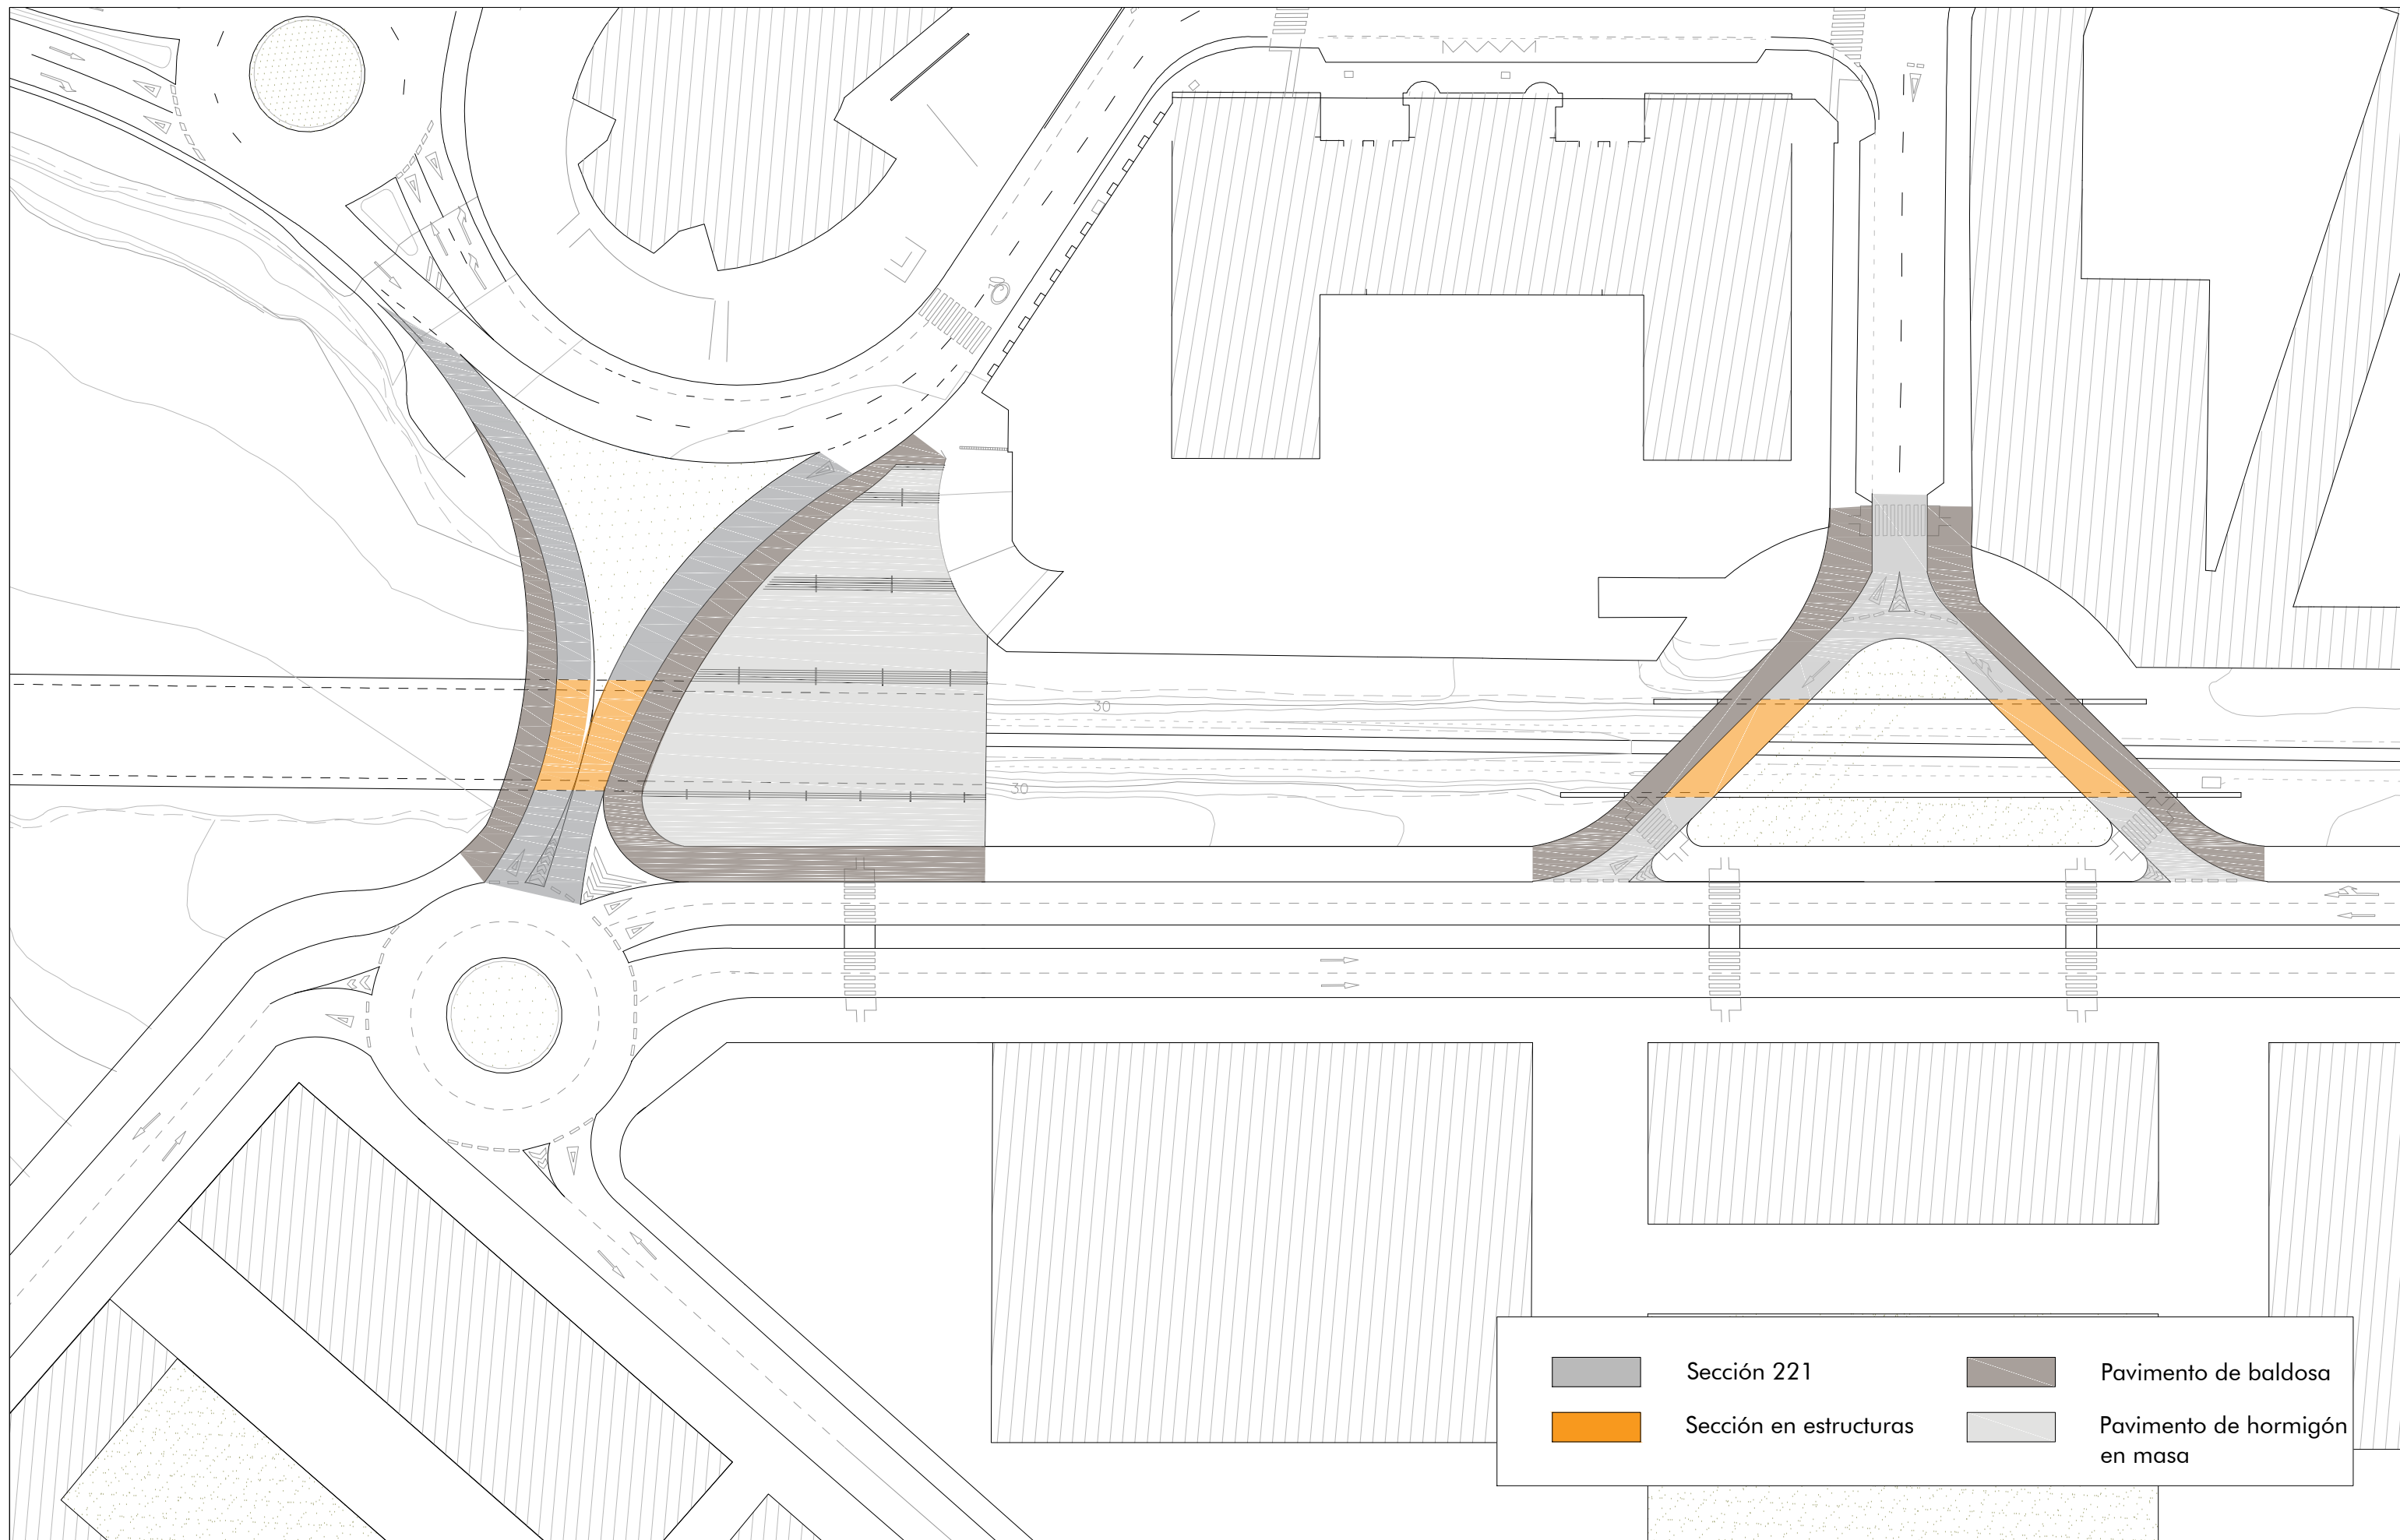 30
30
Sección 221
Pavimento de baldosa
Sección en estructuras
Pavimento de hormigón
en masa